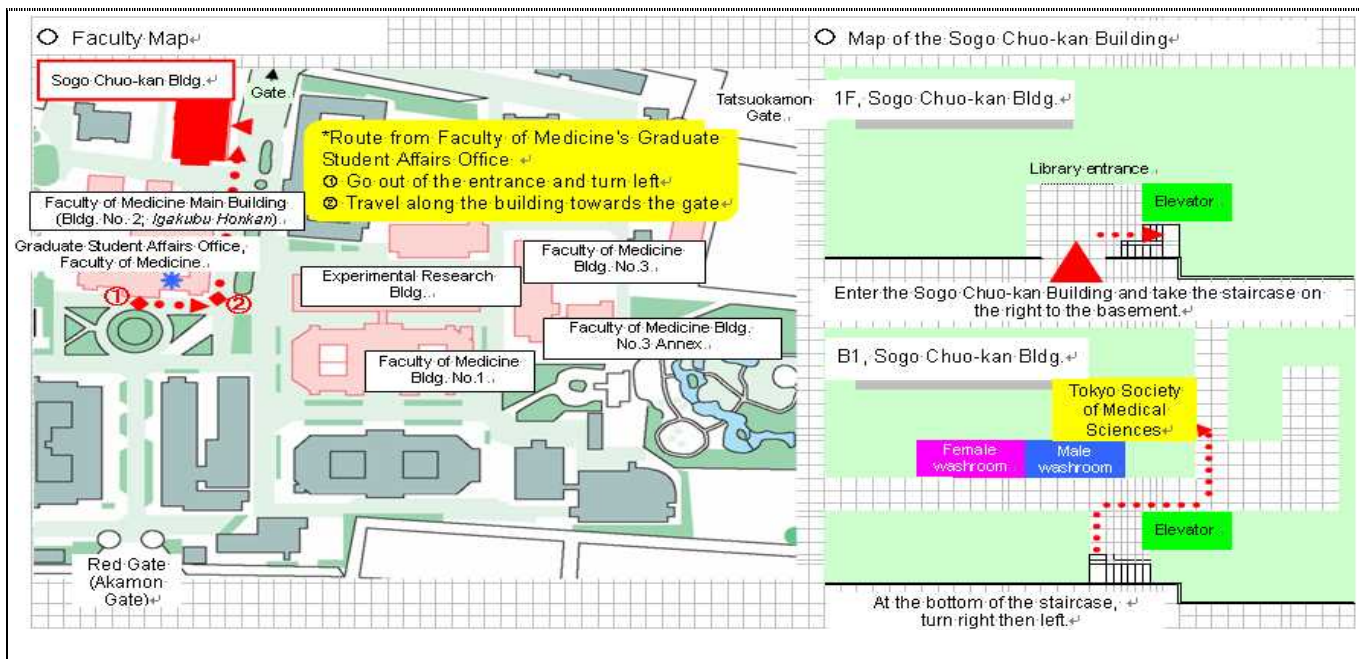 Faculty Map
Sogo Chuo-kan Bldg.
Gate
Tatsuokamon
Gate
*Route from Faculty of Medicine's Graduate
Student Affairs Office
① Go out of the entrance and turn left
② Travel along the building towards the gate
Faculty of Medicine Main Building
(Bldg. No. 2; Igakubu Honkan)
Graduate Student Affairs Office,
Faculty of Medicine
①
②
Experimental Research
Bldg.
Faculty of Medicine
Bldg. No.3
Faculty of Medicine Bldg.
No.3 Annex
Faculty of Medicine
Bldg. No.1
Red Gate
(Akamon
Gate)
Map of the Sogo Chuo-kan Building
1F, Sogo Chuo-kan Bldg.
Library entrance
Elevator
Enter the Sogo Chuo-kan Building and take the staircase on
the right to the basement.
B1, Sogo Chuo-kan Bldg.
Tokyo Society
of Medical
Sciences
Female
washroom
Male
washroom
Elevator
At the bottom of the staircase,
turn right then left.